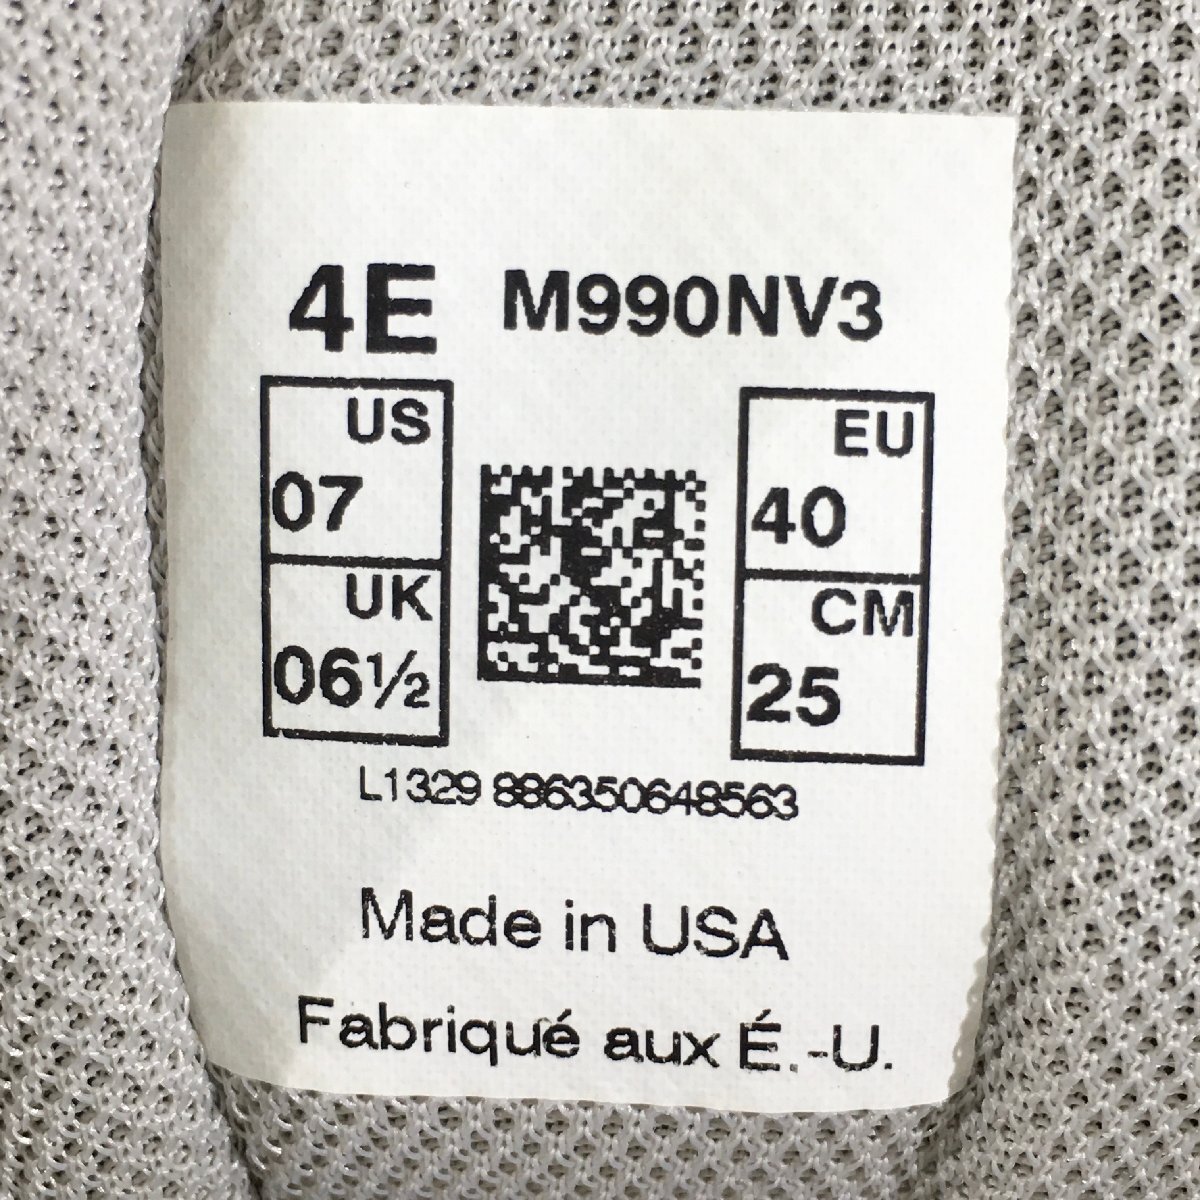 4E M990NV3
US
07
UK
06½
EU
40
CM
25
L1329 886350648563
Made in USA
Fabriqué aux É.-U.